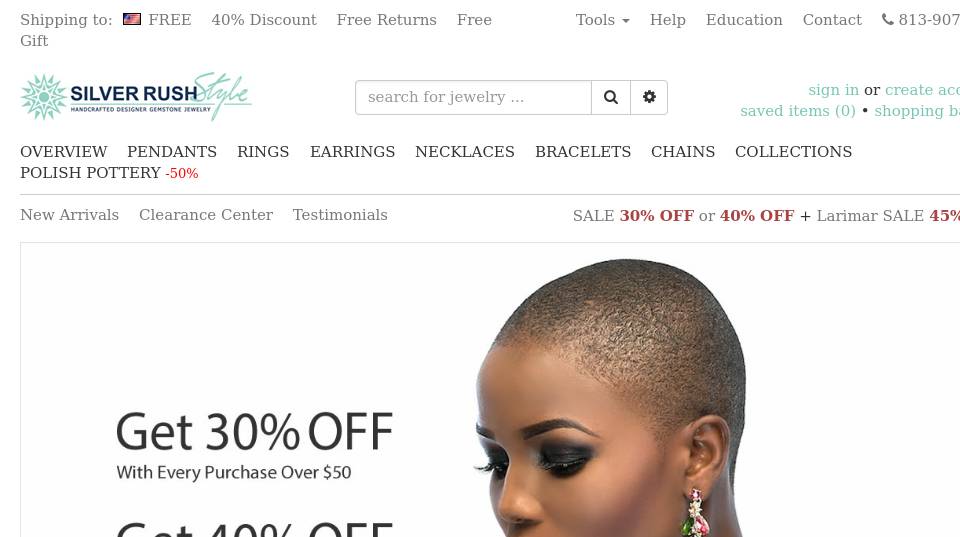 Shipping to: FREE 40% Discount Free Returns Free Tools Help Education Contact 813-907
Gift
SILVER RUSH Style
HANDCRAFTED DESIGNER GEMSTONE JEWELRY
search for jewelry ...
sign in or create acc
saved items (0) • shopping ba
OVERVIEW PENDANTS RINGS EARRINGS NECKLACES BRACELETS CHAINS COLLECTIONS
POLISH POTTERY -50%
New Arrivals Clearance Center Testimonials SALE 30% OFF or 40% OFF + Larimar SALE 45%
Get 30% OFF
With Every Purchase Over $50
Get 40% OFF